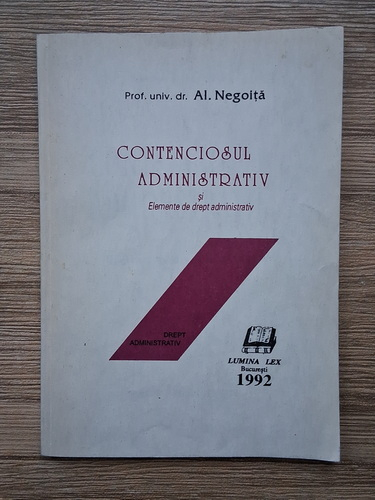 Prof. univ. dr. Al. Negoiță
CONTENCIOSUL
ADMINISTRATIV
și
Elemente de drept administrativ
DREPT
ADMINISTRATIV
LUMINA LEX
București
1992